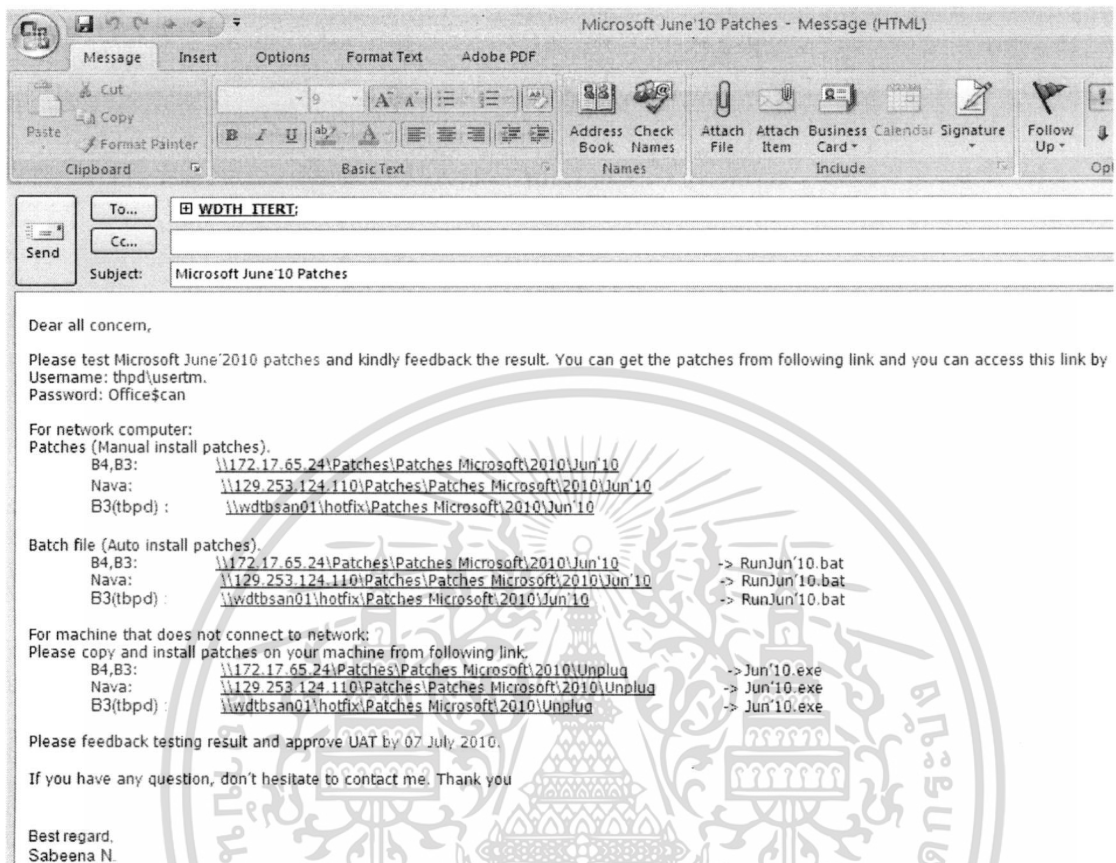 Microsoft June'10 Patches - Message (HTML)
Message Insert Options Format Text Adobe PDF
Cut
Copy
Paste
Format Painter
Clipboard
9
B I U
Basic Text
Address Book
Check Names
Names
Attach File
Attach Item
Business Card
Calendar
Signature
Include
Follow Up
To...
WDTH_ITERT;
Cc...
Send
Subject: Microsoft June'10 Patches
Dear all concern,
Please test Microsoft June'2010 patches and kindly feedback the result. You can get the patches from following link and you can access this link by
Username: thpd\usertm.
Password: Office$can
For network computer:
Patches (Manual install patches).
B4,B3: \\172.17.65.24\Patches\Patches Microsoft\2010\Jun'10
Nava: \\129.253.124.110\Patches\Patches Microsoft\2010\Jun'10
B3(tbpd) : \\wdtbsan01\hotfix\Patches Microsoft\2010\Jun'10
Batch file (Auto install patches).
B4,B3: \\172.17.65.24\Patches\Patches Microsoft\2010\Jun'10 -> RunJun'10.bat
Nava: \\129.253.124.110\Patches\Patches Microsoft\2010\Jun'10 -> RunJun'10.bat
B3(tbpd) : \\wdtbsan01\hotfix\Patches Microsoft\2010\Jun'10 -> RunJun'10.bat
For machine that does not connect to network:
Please copy and install patches on your machine from following link.
B4,B3: \\172.17.65.24\Patches\Patches Microsoft\2010\Unplug ->Jun'10.exe
Nava: \\129.253.124.110\Patches\Patches Microsoft\2010\Unplug -> Jun'10.exe
B3(tbpd) : \\wdtbsan01\hotfix\Patches Microsoft\2010\Unplug -> Jun'10.exe
Please feedback testing result and approve UAT by 07 July 2010.
If you have any question, don't hesitate to contact me. Thank you
Best regard,
Sabeena N.